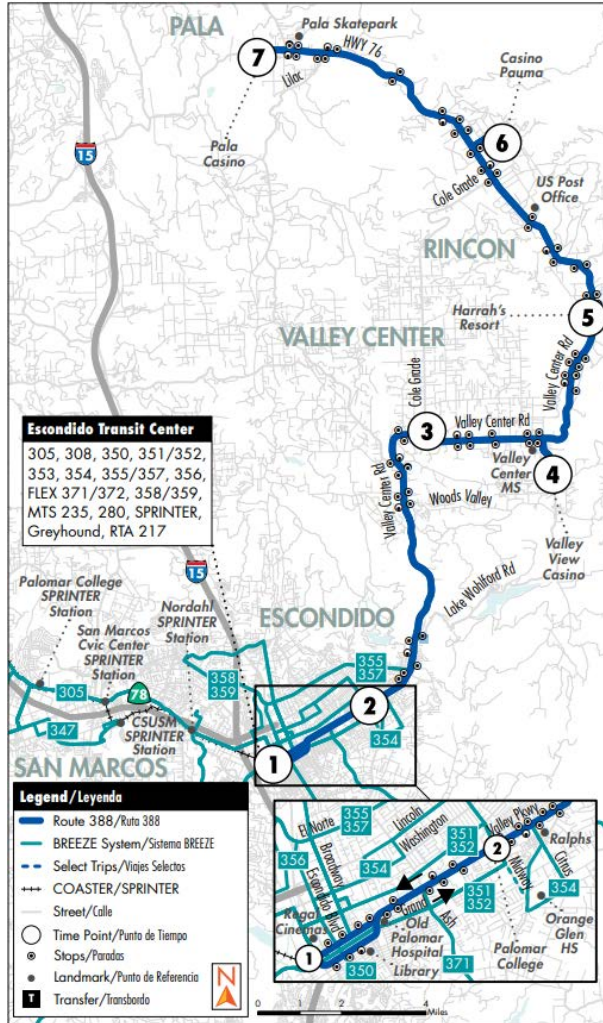 PALA
Pala Skatepark
HWY 76
7
Lilac
Casino
Pauma
Pala
Casino
15
6
Cole Grade
US Post
Office
RINCON
Harrah's
Resort
5
VALLEY CENTER
Valley Center Rd
Cole Grade
3
Valley Center Rd
Escondido Transit Center
305, 308, 350, 351/352,
353, 354, 355/357, 356,
FLEX 371/372, 358/359,
MTS 235, 280, SPRINTER,
Greyhound, RTA 217
Valley
Center
MS
4
Valley Center Rd
Woods Valley
Valley
View
Casino
15
Lake Wohlford Rd
Palomar College
SPRINTER
Station
Nordahl
SPRINTER
Station
ESCONDIDO
San Marcos
Cvic Center
SPRINTER
Station
355
357
358
359
305
78
2
347
CSUSM
SPRINTER
Station
354
1
SAN MARCOS
Legend/Leyenda
Route 388/Ruta 388
BREEZE System/Sistema BREEZE
Select Trips/Viajes Selectos
COASTER/SPRINTER
Street/Calle
Time Point/Punto de Tiempo
Stops/Paradas
Landmark/Punto de Referencia
T Transfer/Transbordo
N
355
357
El Norte
Lincoln
Washington
Valley Pkwy
Ralphs
351
352
2
Broadway
356
354
Midway
Citrus
354
Escondido Blvd
351
352
Grand
Ash
Orange
Glen
HS
Regal
Cinemas
Old
Palomar
Hospital
Palomar
College
1
350
Library
371
0
2
4
Miles